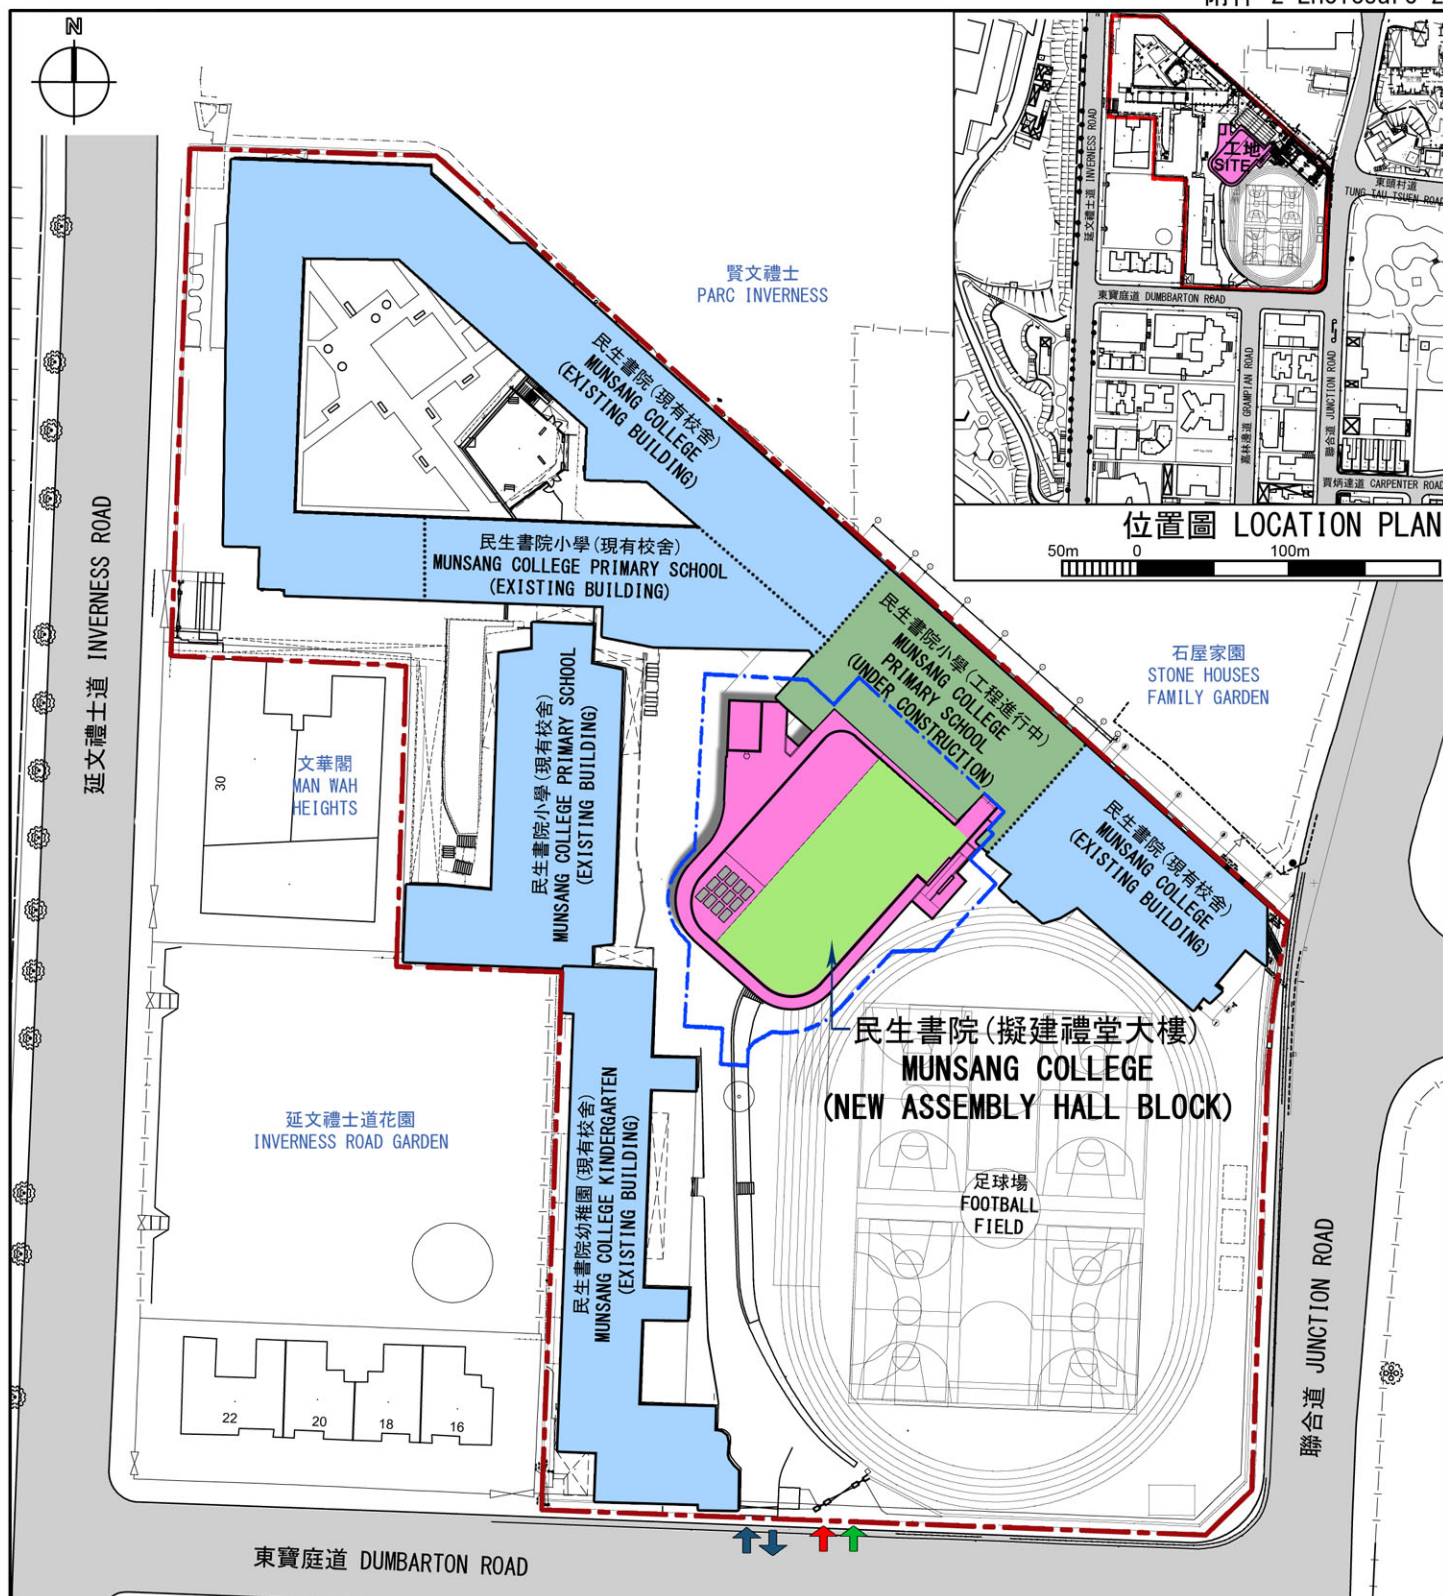 附件 2 Enclosure 2
N
延文禮士道 INVERNESS ROAD
工地
SITE
東頭村道
TUNG TAU TSUEN ROAD
東寶庭道 DUMBBARTON ROAD
嘉林邊道 GRAMPIAN ROAD
聯合道 JUNCTION ROAD
賈炳達道 CARPENTER ROAD
位置圖 LOCATION PLAN
50m 0 100m
賢文禮士
PARC INVERNESS
民生書院(現有校舍)
MUNSANG COLLEGE
(EXISTING BUILDING)
民生書院小學(現有校舍)
MUNSANG COLLEGE PRIMARY SCHOOL
(EXISTING BUILDING)
延文禮士道 INVERNESS ROAD
民生書院小學(工程進行中)
MUNSANG COLLEGE
PRIMARY SCHOOL
(UNDER CONSTRUCTION)
石屋家園
STONE HOUSES
FAMILY GARDEN
民生書院小學(現有校舍)
MUNSANG COLLEGE PRIMARY SCHOOL
(EXISTING BUILDING)
30
文華閣
MAN WAH
HEIGHTS
民生書院(現有校舍)
MUNSANG COLLEGE
(EXISTING BUILDING)
民生書院(擬建禮堂大樓)
MUNSANG COLLEGE
(NEW ASSEMBLY HALL BLOCK)
延文禮士道花園
INVERNESS ROAD GARDEN
民生書院幼稚園(現有校舍)
MUNSANG COLLEGE KINDERGARTEN
(EXISTING BUILDING)
足球場
FOOTBALL
FIELD
聯合道 JUNCTION ROAD
22
20
18
16
東寶庭道 DUMBARTON ROAD